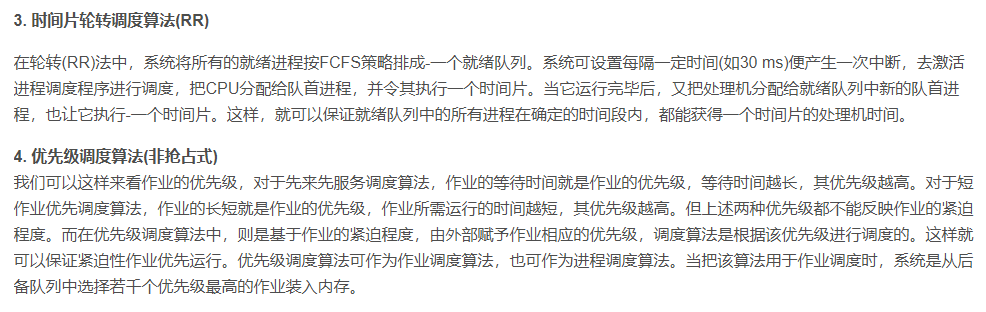 3. 时间片轮转调度算法(RR)
在轮转(RR)法中，系统将所有的就绪进程按FCFS策略排成-一个就绪队列。系统可设置每隔一定时间(如30 ms)便产生一次中断，去激活
进程调度程序进行调度，把CPU分配给队首进程，并令其执行一个时间片。当它运行完毕后，又把处理机分配给就绪队列中新的队首进
程，也让它执行-一个时间片。这样，就可以保证就绪队列中的所有进程在确定的时间段内，都能获得一个时间片的处理机时间。
4. 优先级调度算法(非抢占式)
我们可以这样来看作业的优先级，对于先来先服务调度算法，作业的等待时间就是作业的优先级，等待时间越长，其优先级越高。对于短
作业优先调度算法，作业的长短就是作业的优先级，作业所需运行的时间越短，其优先级越高。但上述两种优先级都不能反映作业的紧迫
程度。而在优先级调度算法中，则是基于作业的紧迫程度，由外部赋予作业相应的优先级，调度算法是根据该优先级进行调度的。这样就
可以保证紧迫性作业优先运行。优先级调度算法可作为作业调度算法，也可作为进程调度算法。当把该算法用于作业调度时，系统是从后
备队列中选择若千个优先级最高的作业装入内存。